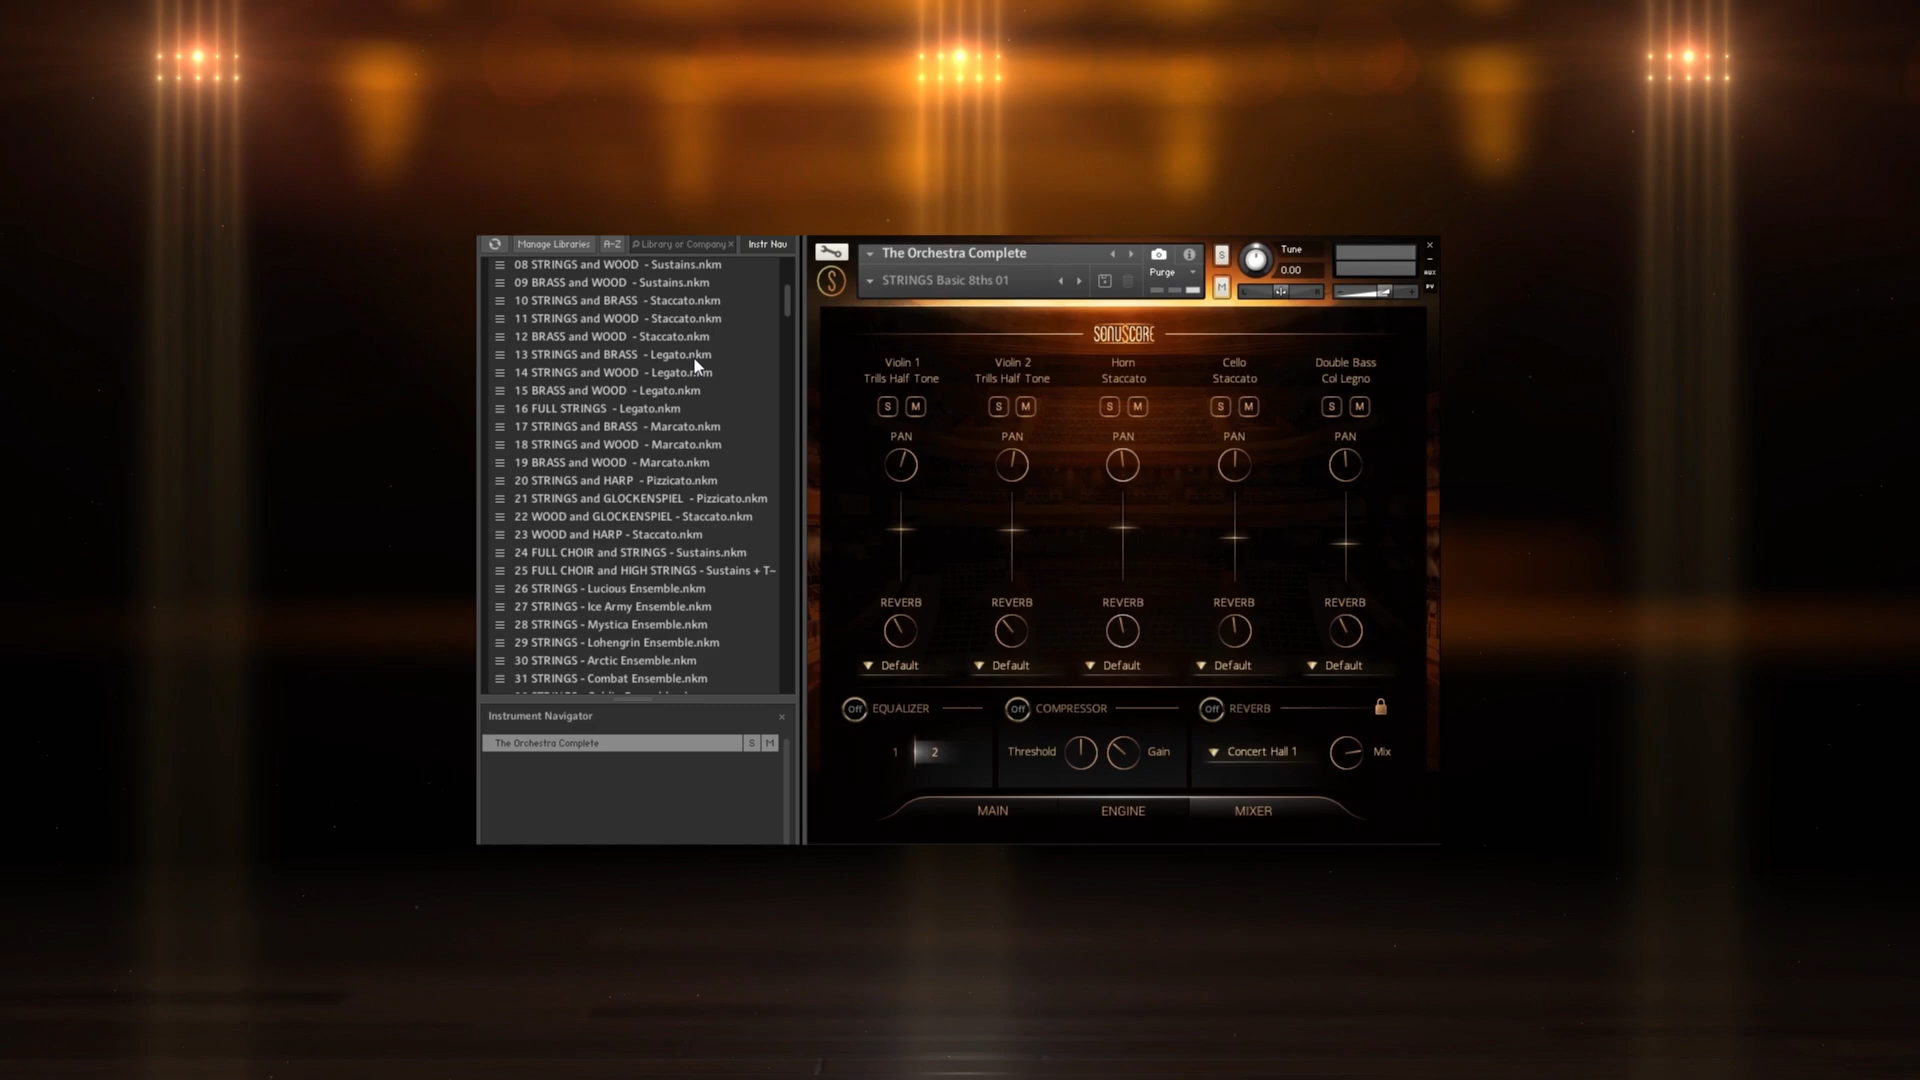 Manage Libraries A-Z Library or Company × Instr Nav
08 STRINGS and WOOD - Sustains.nkm
09 BRASS and WOOD - Sustains.nkm
10 STRINGS and BRASS - Staccato.nkm
11 STRINGS and WOOD - Staccato.nkm
12 BRASS and WOOD - Staccato.nkm
13 STRINGS and BRASS - Legato.nkm
14 STRINGS and WOOD - Legato.nkm
15 BRASS and WOOD - Legato.nkm
16 FULL STRINGS - Legato.nkm
17 STRINGS and BRASS - Marcato.nkm
18 STRINGS and WOOD - Marcato.nkm
19 BRASS and WOOD - Marcato.nkm
20 STRINGS and HARP - Pizzicato.nkm
21 STRINGS and GLOCKENSPIEL - Pizzicato.nkm
22 WOOD and GLOCKENSPIEL - Staccato.nkm
23 WOOD and HARP - Staccato.nkm
24 FULL CHOIR and STRINGS - Sustains.nkm
25 FULL CHOIR and HIGH STRINGS - Sustains + T~
26 STRINGS - Lucious Ensemble.nkm
27 STRINGS - Ice Army Ensemble.nkm
28 STRINGS - Mystica Ensemble.nkm
29 STRINGS - Lohengrin Ensemble.nkm
30 STRINGS - Arctic Ensemble.nkm
31 STRINGS - Combat Ensemble.nkm
Instrument Navigator ×
The Orchestra Complete S M
The Orchestra Complete
STRINGS Basic 8ths 01
Purge
S
M
Tune
0.00
L R
×
AUX
PV
SONUSCORE
Violin 1 Violin 2 Horn Cello Double Bass
Trills Half Tone Trills Half Tone Staccato Staccato Col Legno
S M S M S M S M S M
PAN PAN PAN PAN PAN
REVERB REVERB REVERB REVERB REVERB
Default Default Default Default Default
Off EQUALIZER Off COMPRESSOR Off REVERB
1 2 Threshold Gain Concert Hall 1 Mix
MAIN ENGINE MIXER